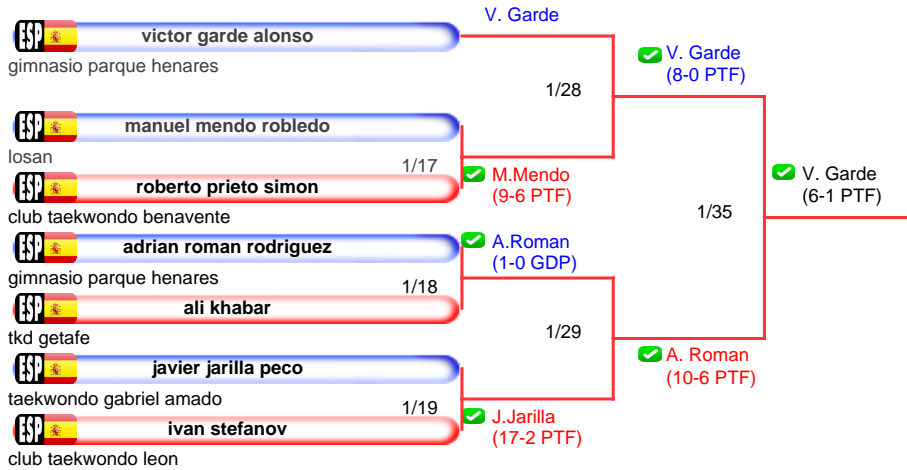 V. Garde
ESP victor garde alonso
gimnasio parque henares
V. Garde
(8-0 PTF)
1/28
ESP manuel mendo robledo
losan
1/17
M.Mendo
(9-6 PTF)
ESP roberto prieto simon
club taekwondo benavente
V. Garde
(6-1 PTF)
1/35
ESP adrian roman rodriguez
gimnasio parque henares
A.Roman
(1-0 GDP)
1/18
ESP ali khabar
tkd getafe
1/29
A. Roman
(10-6 PTF)
ESP javier jarilla peco
taekwondo gabriel amado
1/19
J.Jarilla
(17-2 PTF)
ESP ivan stefanov
club taekwondo leon